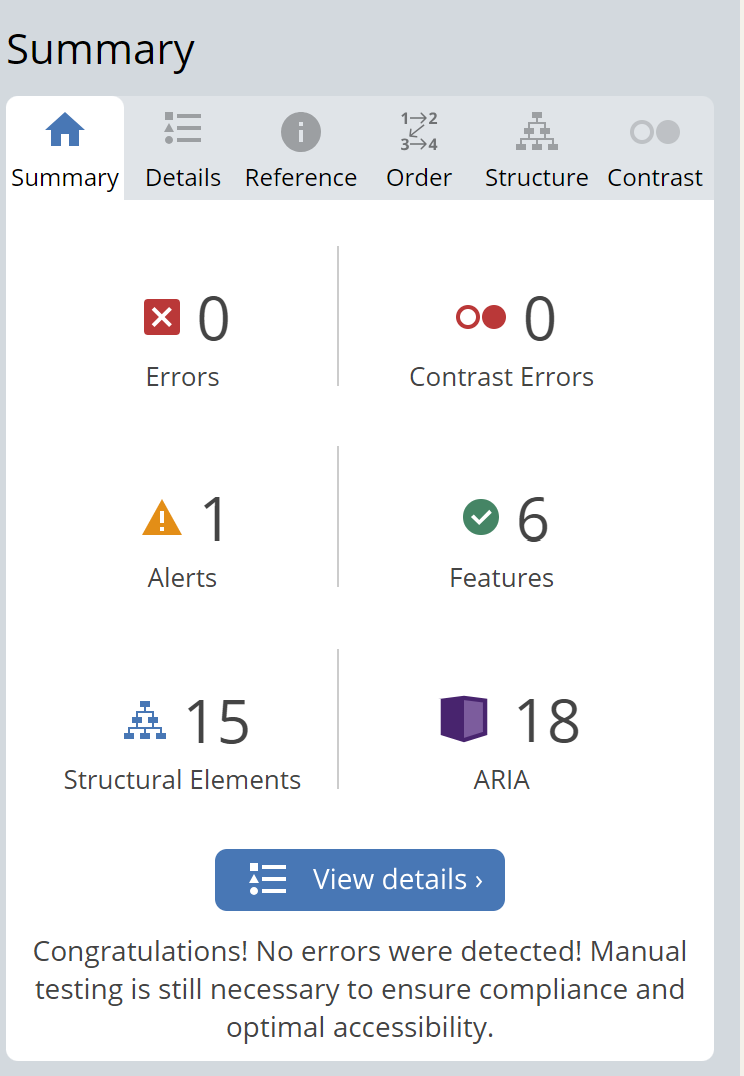 Summary
Summary Details Reference Order Structure Contrast
1→2
3→4
0 0
Errors Contrast Errors
1 6
Alerts Features
15 18
Structural Elements ARIA
View details ›
Congratulations! No errors were detected! Manual
testing is still necessary to ensure compliance and
optimal accessibility.